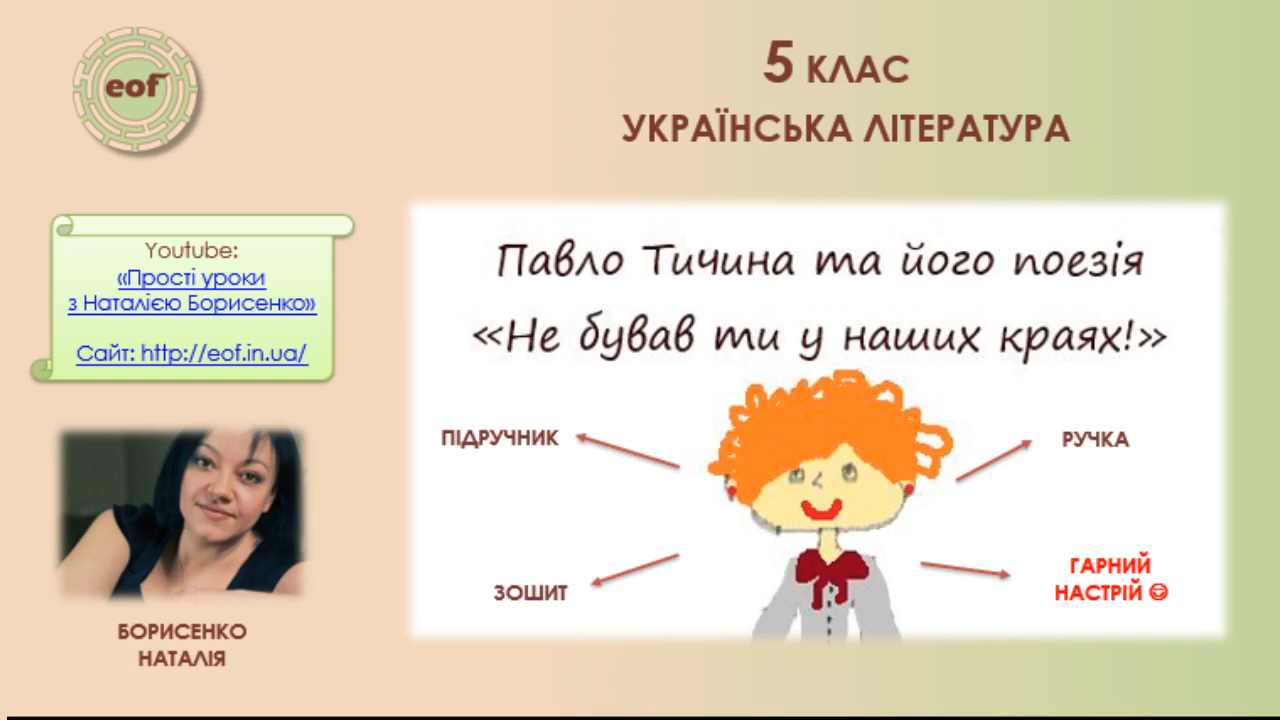 eof
5 КЛАС
УКРАЇНСЬКА ЛІТЕРАТУРА
Youtube:
«Прості уроки
з Наталією Борисенко»
Сайт: http://eof.in.ua/
Павло Тичина та його поезія
«Не бував ти у наших краях!»
ПІДРУЧНИК
РУЧКА
ЗОШИТ
ГАРНИЙ
НАСТРІЙ 😋
БОРИСЕНКО
НАТАЛІЯ